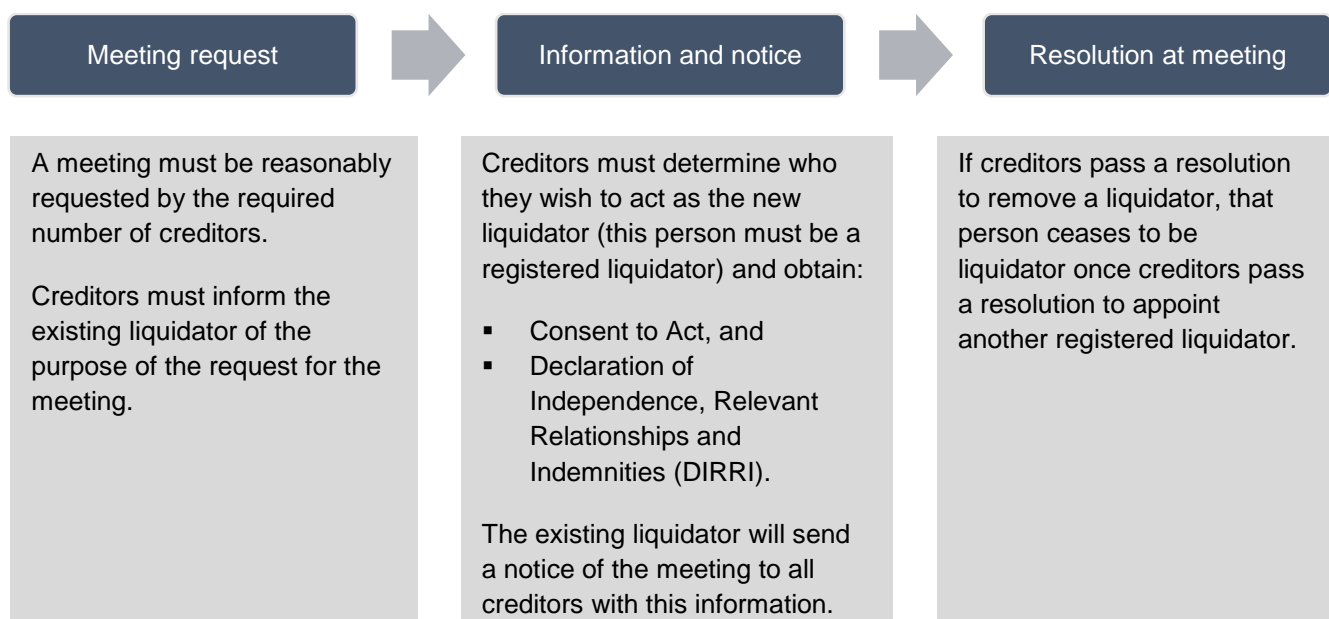 Meeting request
Information and notice
Resolution at meeting
A meeting must be reasonably
requested by the required
number of creditors.
Creditors must inform the
existing liquidator of the
purpose of the request for the
meeting.
Creditors must determine who
they wish to act as the new
liquidator (this person must be a
registered liquidator) and obtain:
▪ Consent to Act, and
▪ Declaration of
Independence, Relevant
Relationships and
Indemnities (DIRRI).
The existing liquidator will send
a notice of the meeting to all
creditors with this information.
If creditors pass a resolution
to remove a liquidator, that
person ceases to be
liquidator once creditors pass
a resolution to appoint
another registered liquidator.